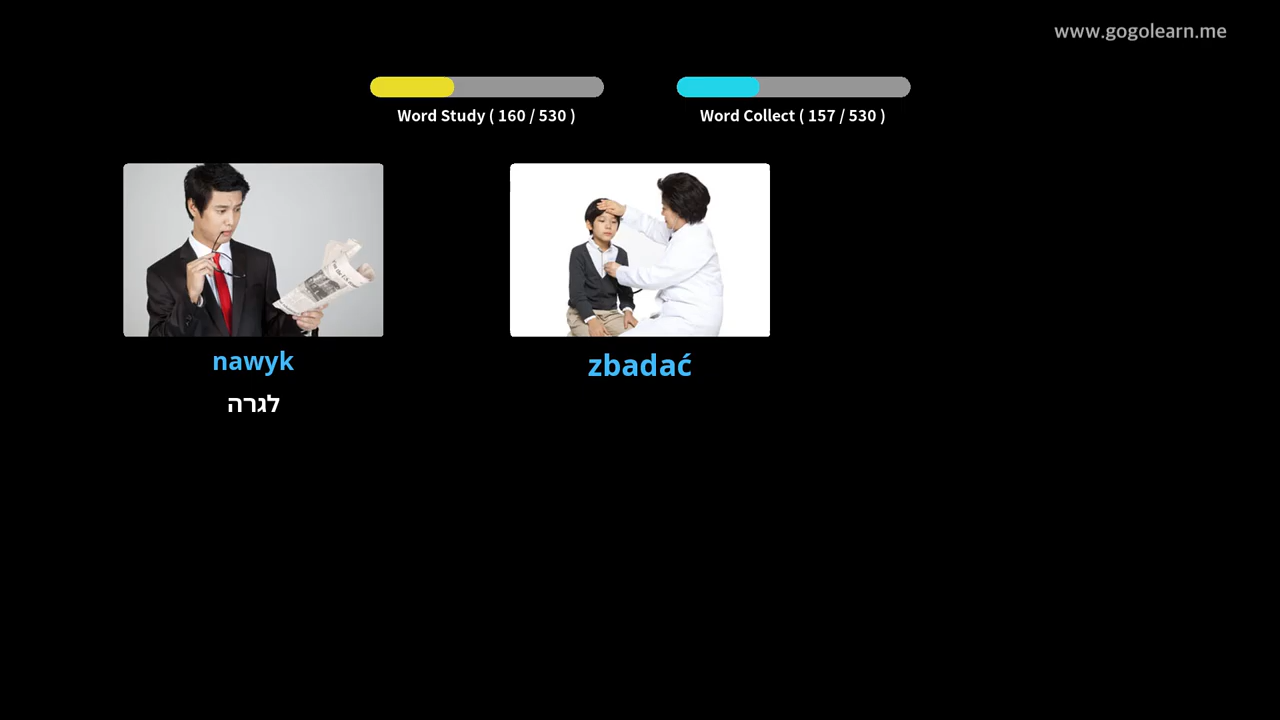 www.gogolearn.me
Word Study ( 160 / 530 )
Word Collect ( 157 / 530 )
nawyk
לגרה
zbadać